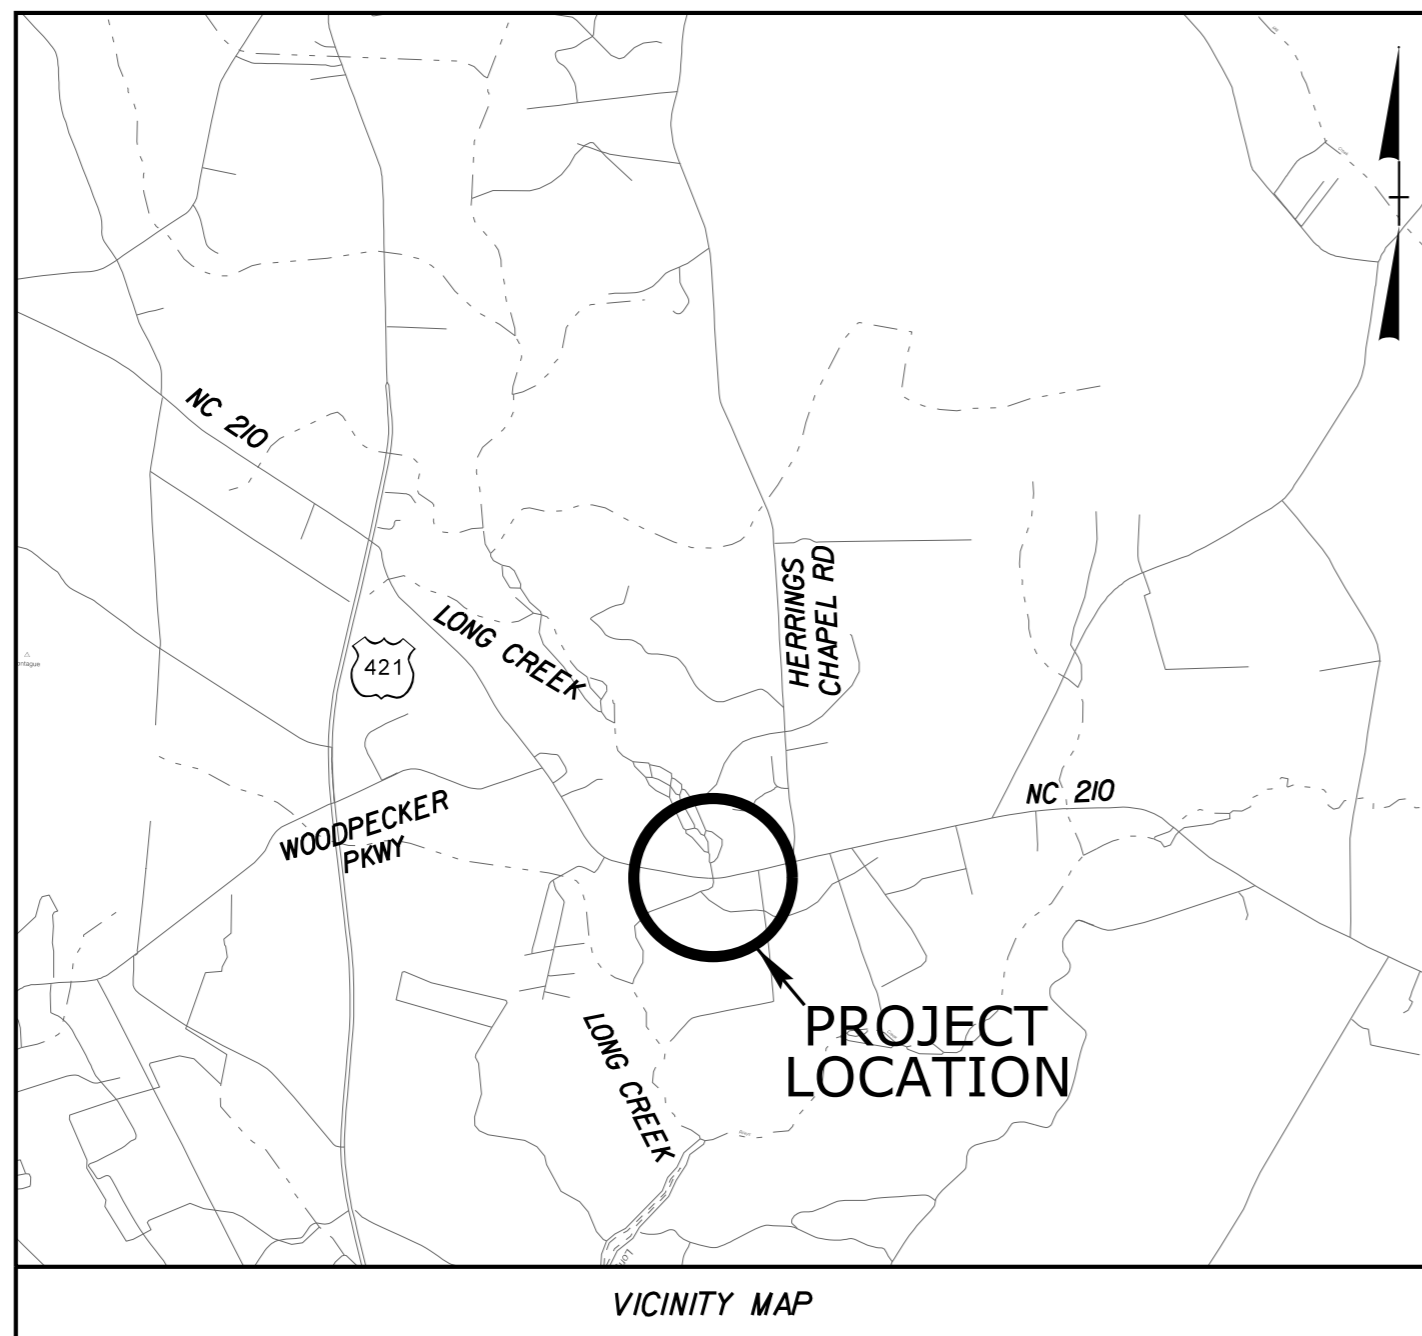 NC 210
LONG CREEK
421
HERRINGS
CHAPEL RD
WOODPECKER
PKWY
NC 210
PROJECT
LOCATION
LONG CREEK
VICINITY MAP